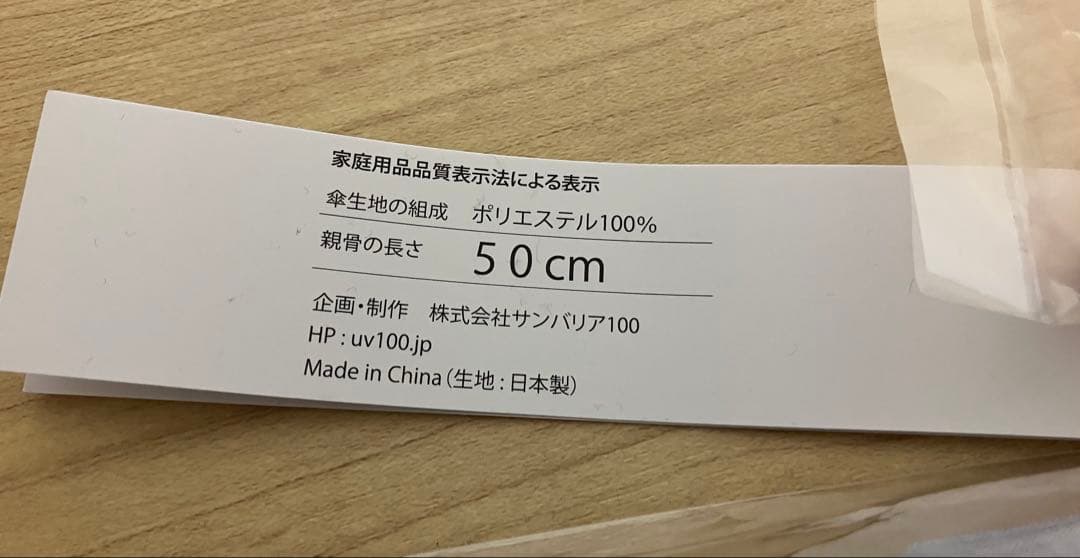 家庭用品品質表示法による表示
傘生地の組成　ポリエステル100%
親骨の長さ　50cm
企画・制作　株式会社サンバリア100
HP : uv100.jp
Made in China（生地 : 日本製）